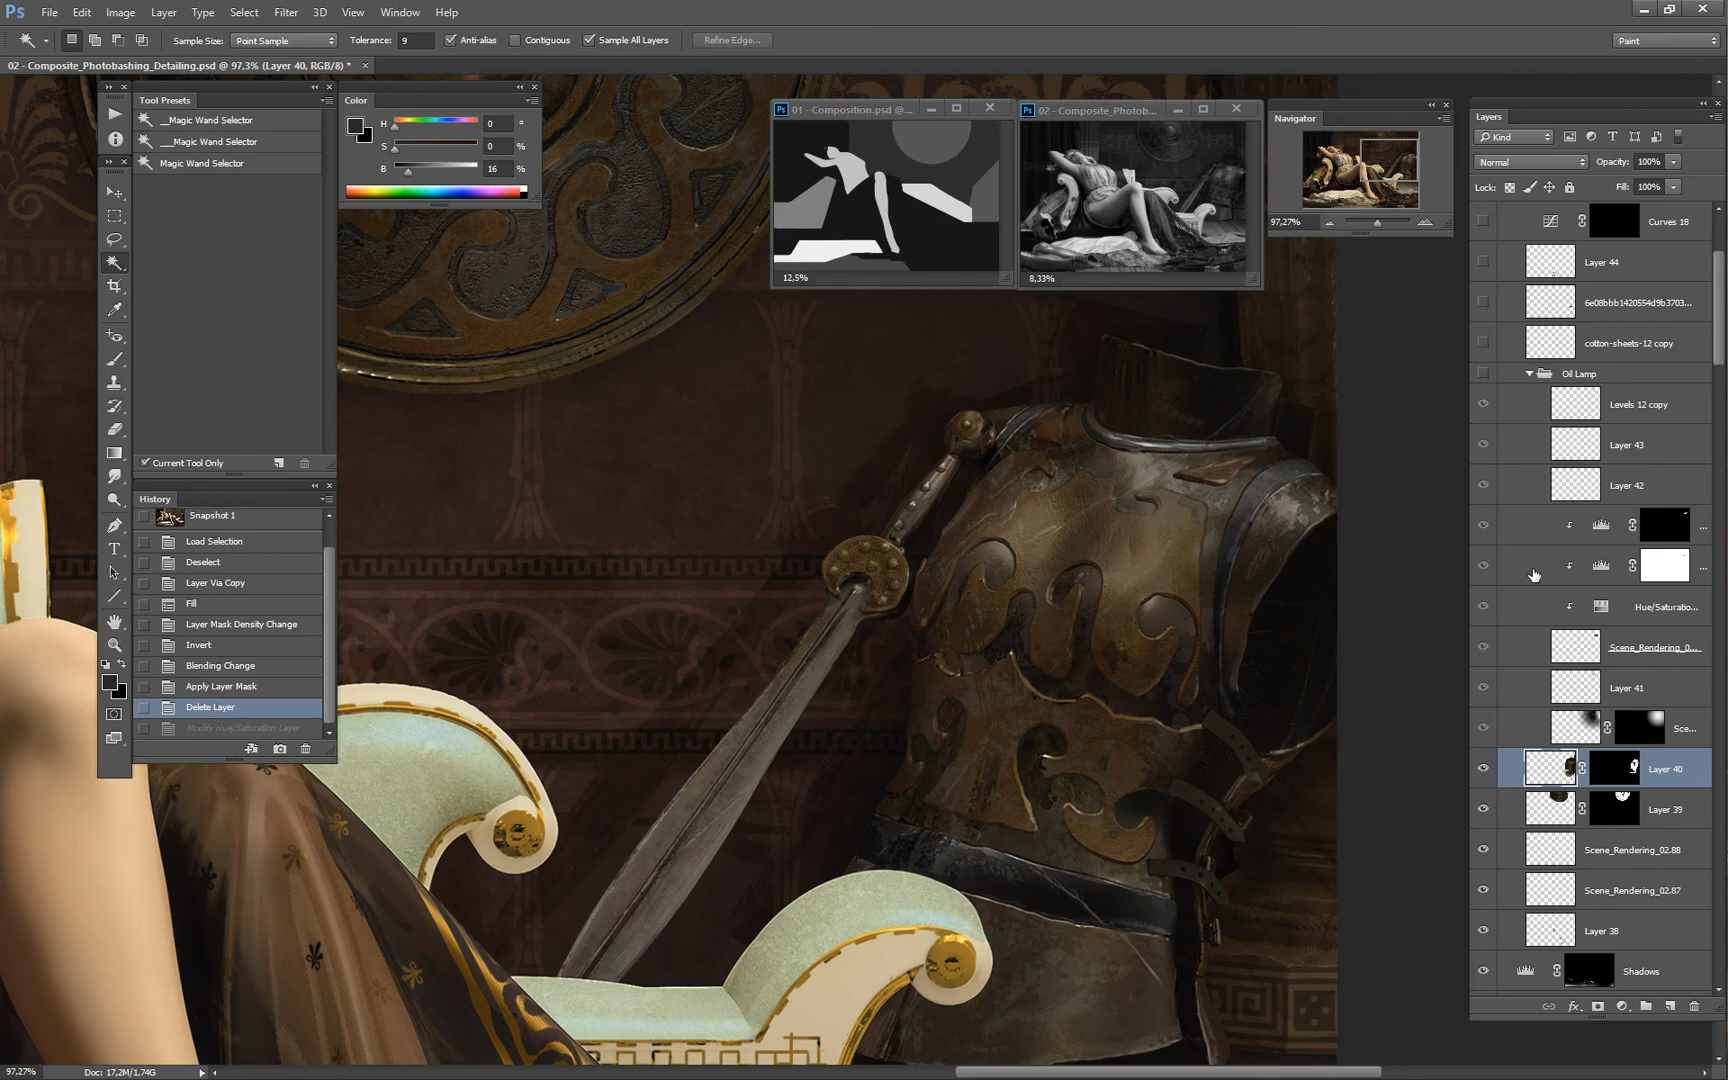 Ps File Edit Image Layer Type Select Filter 3D View Window Help
Sample Size: Point Sample Tolerance: 9 Anti-alias Contiguous Sample All Layers Refine Edge... Paint
02 - Composite_Photobashing_Detailing.psd @ 97,3% (Layer 40, RGB/8) *
Tool Presets
__Magic Wand Selector
___Magic Wand Selector
Magic Wand Selector
Current Tool Only
History
Snapshot 1
Load Selection
Deselect
Layer Via Copy
Fill
Layer Mask Density Change
Invert
Blending Change
Apply Layer Mask
Delete Layer
Modify Hue/Saturation Layer
Color
H 0 °
S 0 %
B 16 %
Ps 01 - Composition.psd @...
12,5%
Ps 02 - Composite_Photob...
8,33%
Navigator
97,27%
Layers
Kind
Normal Opacity: 100%
Lock: Fill: 100%
Curves 18
Layer 44
6e08bbb1420554d9b3703...
cotton-sheets-12 copy
Oil Lamp
Levels 12 copy
Layer 43
Layer 42
...
...
Hue/Saturatio...
Scene_Rendering_0...
Layer 41
Sce...
Layer 40
Layer 39
Scene_Rendering_02.88
Scene_Rendering_02.87
Layer 38
Shadows
fx
97,27% Doc: 17,2M/1,74G